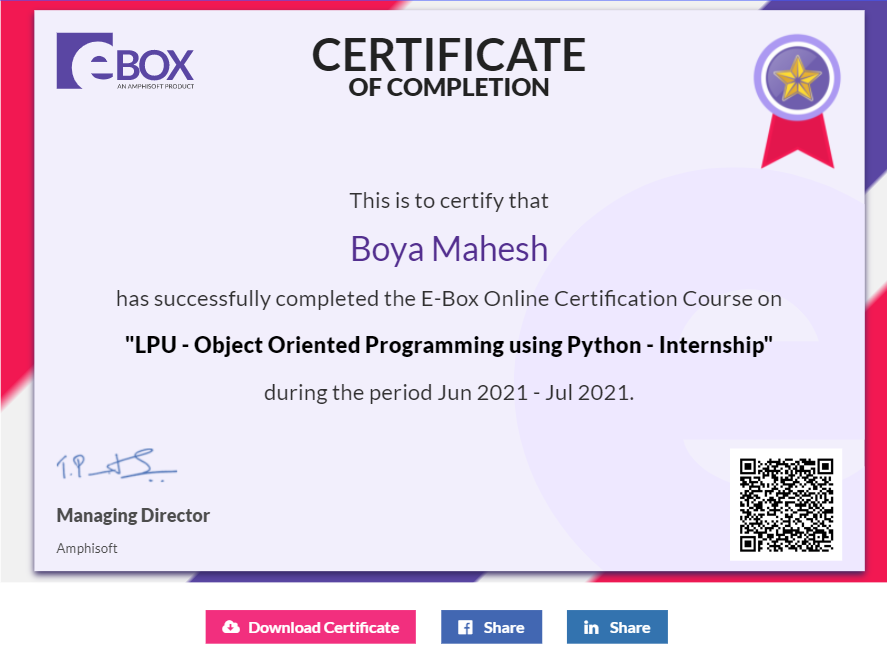 eBOX
AN AMPHISOFT PRODUCT
CERTIFICATE
OF COMPLETION
This is to certify that
Boya Mahesh
has successfully completed the E-Box Online Certification Course on
"LPU - Object Oriented Programming using Python - Internship"
during the period Jun 2021 - Jul 2021.
Managing Director
Amphisoft
Download Certificate
Share
in Share